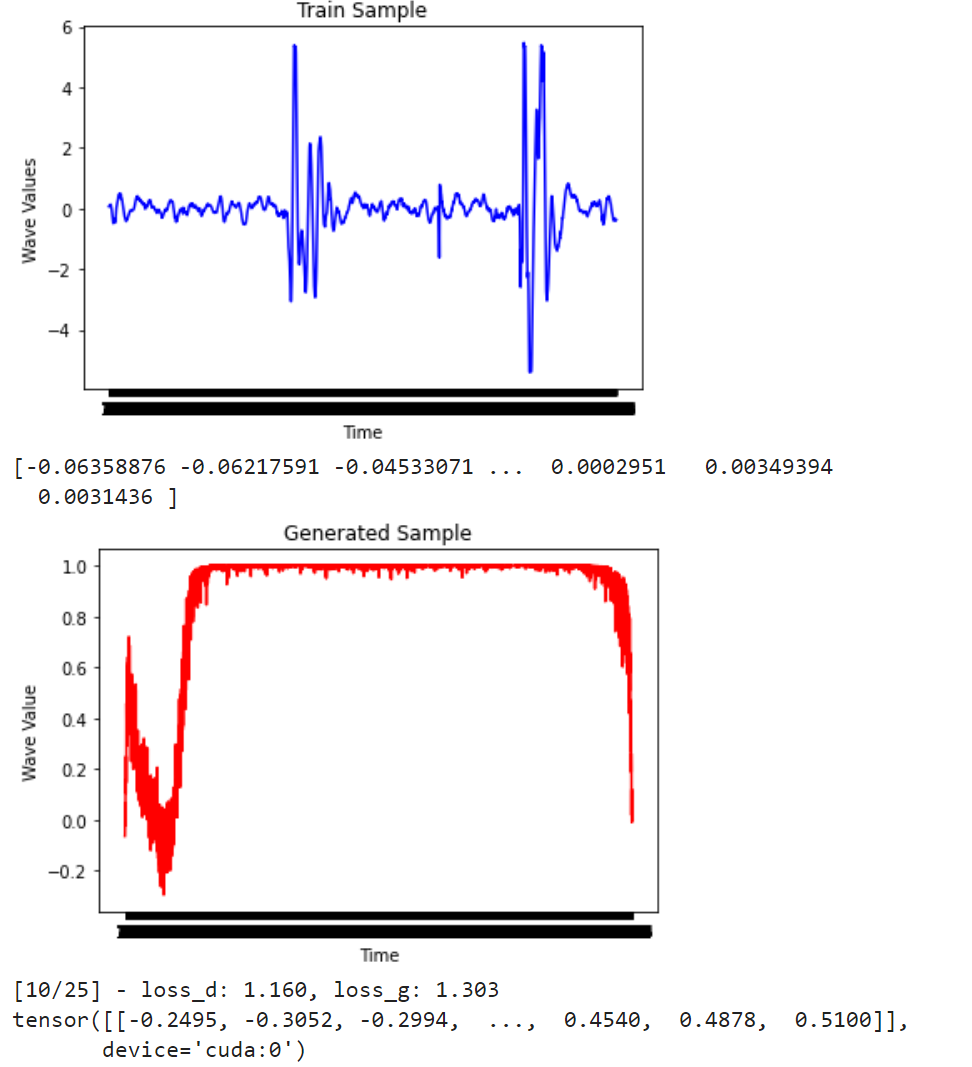 Train Sample
6
4
2
0
−2
−4
Wave Values
Time
[-0.06358876 -0.06217591 -0.04533071 ...  0.0002951   0.00349394
0.0031436 ]
Generated Sample
1.0
0.8
0.6
0.4
0.2
0.0
−0.2
Wave Value
Time
[10/25] - loss_d: 1.160, loss_g: 1.303
tensor([[-0.2495, -0.3052, -0.2994,  ...,  0.4540,  0.4878,  0.5100]],
device='cuda:0')